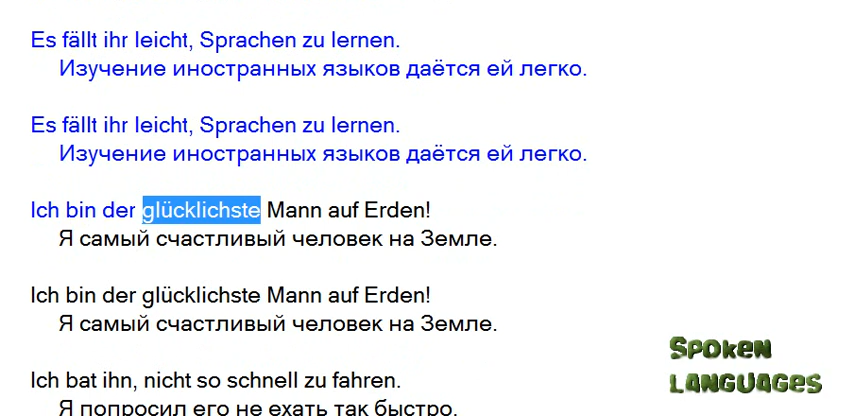 Es fällt ihr leicht, Sprachen zu lernen.
Изучение иностранных языков даётся ей легко.
Es fällt ihr leicht, Sprachen zu lernen.
Изучение иностранных языков даётся ей легко.
Ich bin der glücklichste Mann auf Erden!
Я самый счастливый человек на Земле.
Ich bin der glücklichste Mann auf Erden!
Я самый счастливый человек на Земле.
Ich bat ihn, nicht so schnell zu fahren.
Я попросил его не ехать так быстро.
Spoken
Languages